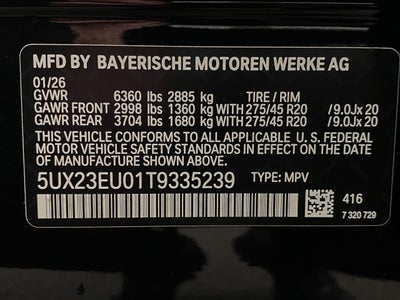 MFD BY BAYERISCHE MOTOREN WERKE AG
01/26
GVWR 6360 lbs 2885 kg TIRE / RIM
GAWR FRONT 2998 lbs 1360 kg WITH 275/45 R20 /9.0Jx 20
GAWR REAR 3704 lbs 1680 kg WITH 275/45 R20 /9.0Jx 20
THIS VEHICLE CONFORMS TO ALL APPLICABLE U. S. FEDERAL
MOTOR VEHICLE SAFETY STANDARDS IN EFFECT ON THE DATE
OF MANUFACTURE SHOWN ABOVE.
5UX23EU01T9335239 TYPE: MPV
416
7 320 729